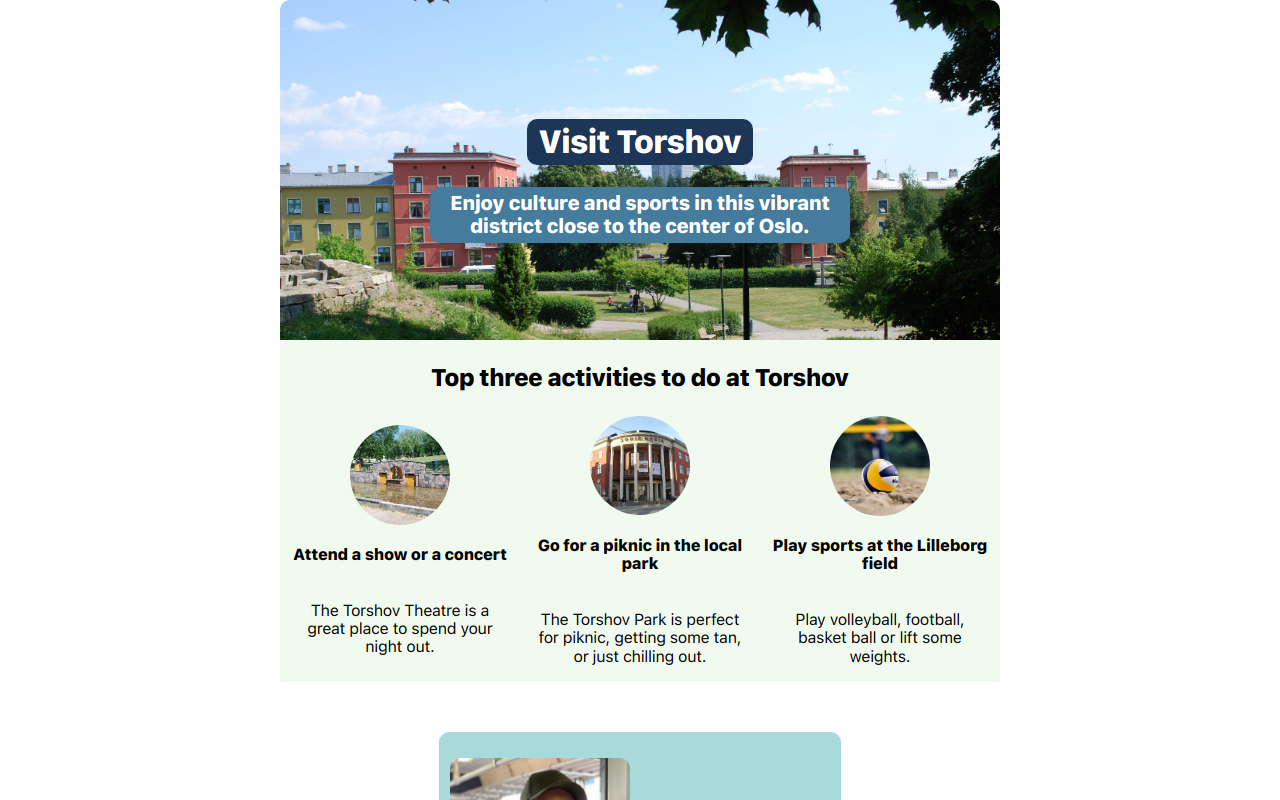 Visit Torshov
Enjoy culture and sports in this vibrant
district close to the center of Oslo.
Top three activities to do at Torshov
Attend a show or a concert
The Torshov Theatre is a
great place to spend your
night out.
Go for a piknic in the local
park
The Torshov Park is perfect
for piknic, getting some tan,
or just chilling out.
Play sports at the Lilleborg
field
Play volleyball, football,
basket ball or lift some
weights.